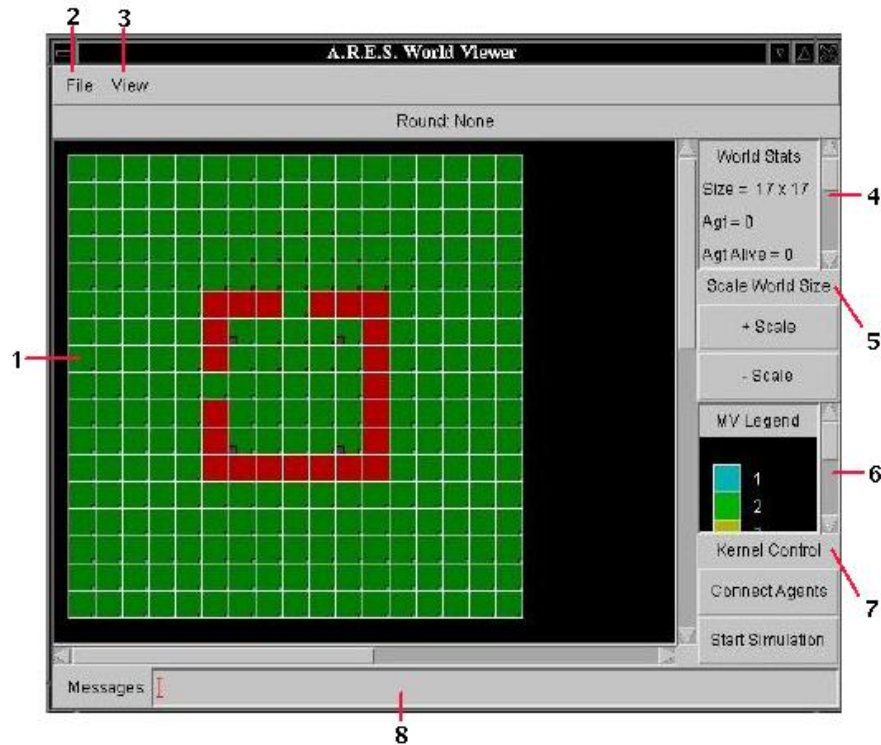 2 3
A.R.E.S. World Viewer
File View
Round: None
World Stats
Size = 17 x 17
4
Agt = 0
Agt Alive = 0
Scale World Size
5
+ Scale
1
- Scale
MV Legend
6
1
2
Kernel Control
7
Connect Agents
Start Simulation
Messages
8